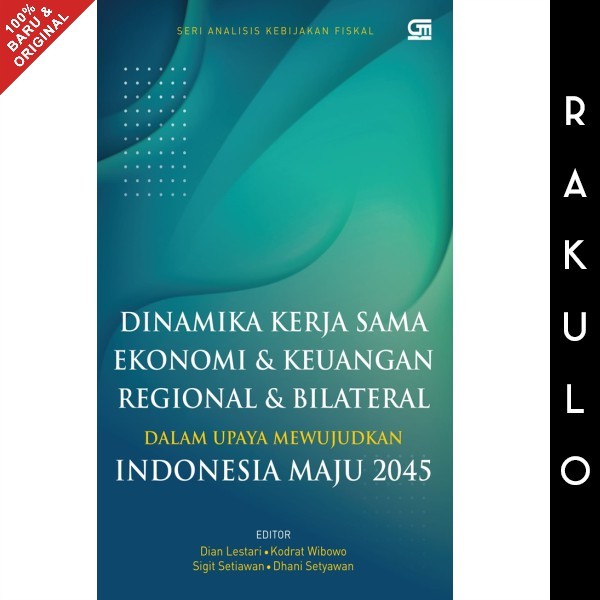 100%
BARU &
ORIGINAL
SERI ANALISIS KEBIJAKAN FISKAL
GM
DINAMIKA KERJA SAMA
EKONOMI & KEUANGAN
REGIONAL & BILATERAL
DALAM UPAYA MEWUJUDKAN
INDONESIA MAJU 2045
EDITOR
Dian Lestari • Kodrat Wibowo
Sigit Setiawan • Dhani Setyawan
RAKULO